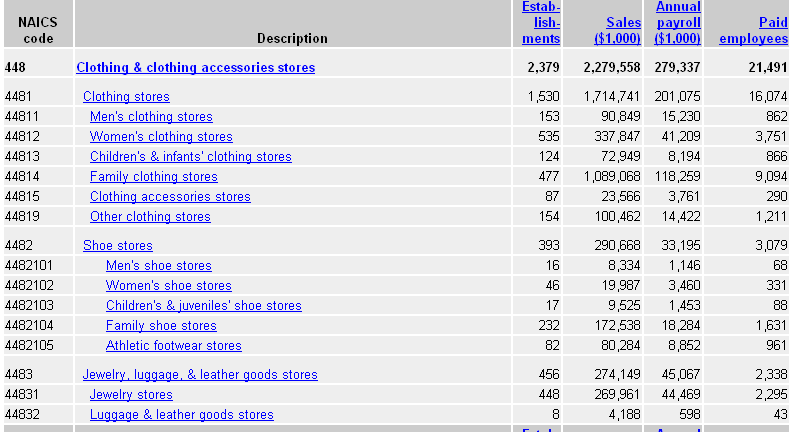 NAICS code Description Estab-lish-ments Sales ($1,000) Annual payroll ($1,000) Paid employees
448 Clothing & clothing accessories stores 2,379 2,279,558 279,337 21,491
4481 Clothing stores 1,530 1,714,741 201,075 16,074
44811 Men's clothing stores 153 90,849 15,230 862
44812 Women's clothing stores 535 337,847 41,209 3,751
44813 Children's & infants' clothing stores 124 72,949 8,194 866
44814 Family clothing stores 477 1,089,068 118,259 9,094
44815 Clothing accessories stores 87 23,566 3,761 290
44819 Other clothing stores 154 100,462 14,422 1,211
4482 Shoe stores 393 290,668 33,195 3,079
4482101 Men's shoe stores 16 8,334 1,146 68
4482102 Women's shoe stores 46 19,987 3,460 331
4482103 Children's & juveniles' shoe stores 17 9,525 1,453 88
4482104 Family shoe stores 232 172,538 18,284 1,631
4482105 Athletic footwear stores 82 80,284 8,852 961
4483 Jewelry, luggage, & leather goods stores 456 274,149 45,067 2,338
44831 Jewelry stores 448 269,961 44,469 2,295
44832 Luggage & leather goods stores 8 4,188 598 43